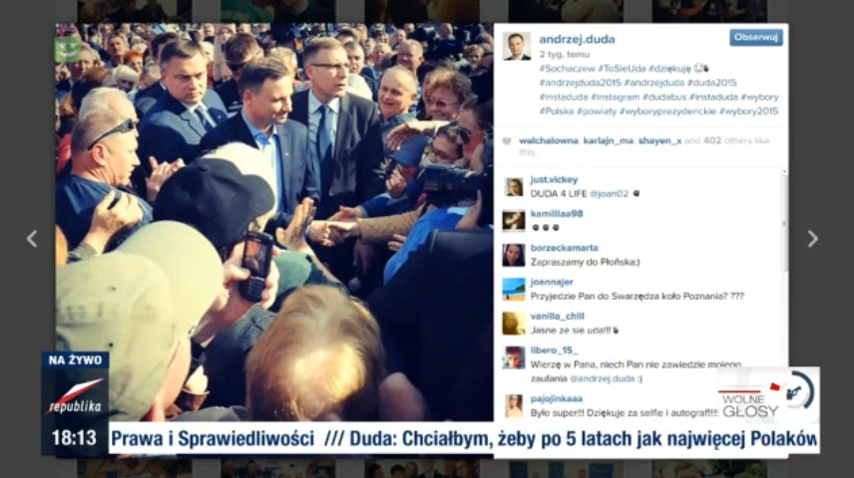 andrzej.duda
Obserwuj
2 tyg. temu
#Sochaczew #ToSieUda #dziękuję
#andrzejduda2015 #andrzejduda #duda2015
#instaduda #instagram #dudabus #instaduda #wybory
#Polska #powiaty #wyboryprezydenckie #wybory2015
walchalowna, karlajn_ma, shayen_x and 402 others like
this.
just.vickey
DUDA 4 LIFE @joan02
kamilllaa98
borzeckamarta
Zapraszamy do Płońska:)
joannajer
Przyjedzie Pan do Swarzędza koło Poznania? ???
vanilla_chill
Jasne ze sie uda!!!
libero_15_
Wierzę w Pana, niech Pan nie zawiedzie mojego
zaufania @andrzej.duda :)
pajojinkaaa
Było super!!! Dziękuje za selfie i autograf!!!
NA ŻYWO
republika
WOLNE
GŁOSY
18:13 Prawa i Sprawiedliwości /// Duda: Chciałbym, żeby po 5 latach jak najwięcej Polaków